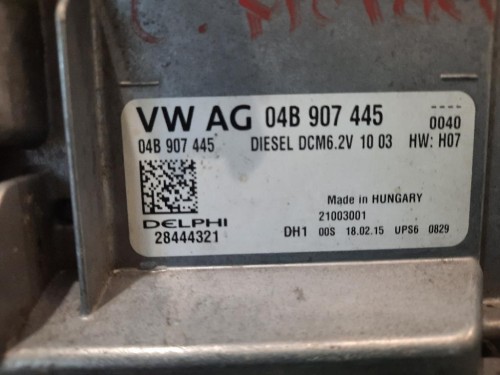 VW AG 04B 907 445
---- 0040
04B 907 445 DIESEL DCM6.2V 10 03 HW: H07
Made in HUNGARY
21003001
DELPHI
28444321
DH1 00S 18.02.15 UPS6 0829